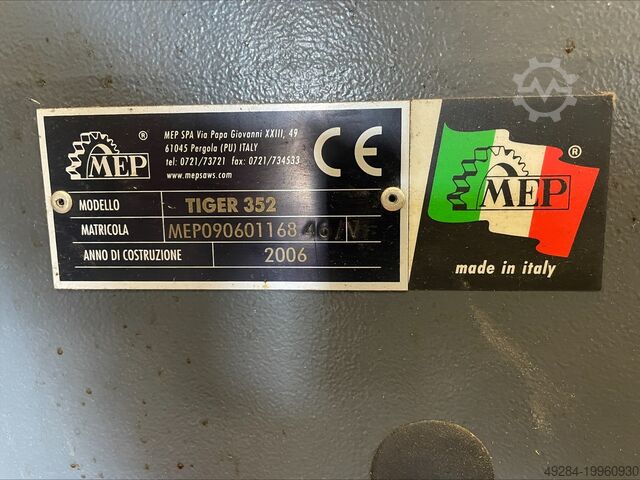 MEP ®
MEP SPA Via Papa Giovanni XXIII, 49
61045 Pergola (PU) ITALY
tel: 0721/73721 fax: 0721/734533
www.mepsaws.com
CE
MODELLO TIGER 352
MATRICOLA MEP090601168
ANNO DI COSTRUZIONE 2006
MEP ®
made in italy
49284-19960930